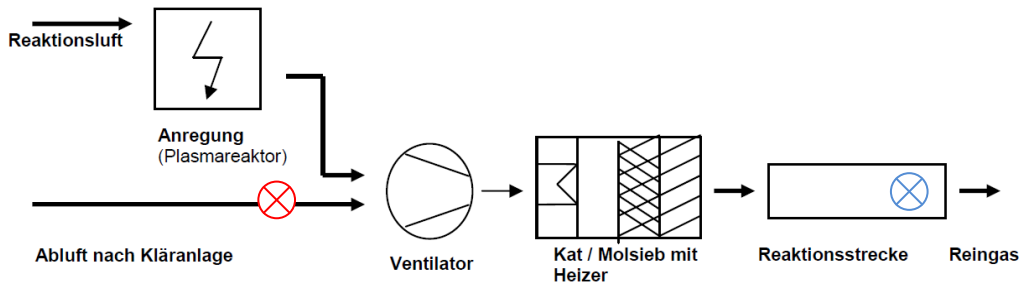 Reaktionsluft
Anregung
(Plasmareaktor)
Abluft nach Kläranlage
Ventilator
Kat / Molsieb mit
Heizer
Reaktionsstrecke
Reingas